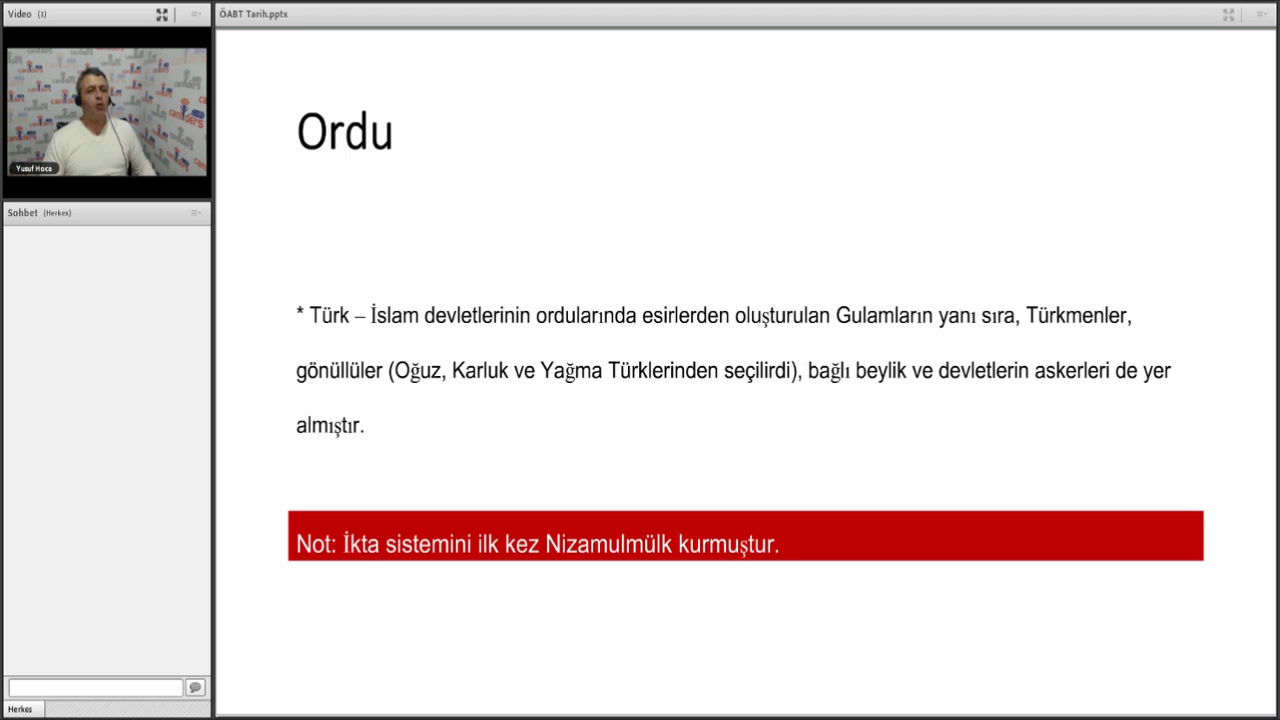 Video (1)
ÖABT Tarih.pptx
canlıders
Yusuf Hoca
Sohbet (Herkes)
Ordu
* Türk – İslam devletlerinin ordularında esirlerden oluşturulan Gulamların yanı sıra, Türkmenler,
gönüllüler (Oğuz, Karluk ve Yağma Türklerinden seçilirdi), bağlı beylik ve devletlerin askerleri de yer
almıştır.
Not: İkta sistemini ilk kez Nizamulmülk kurmuştur.
Herkes